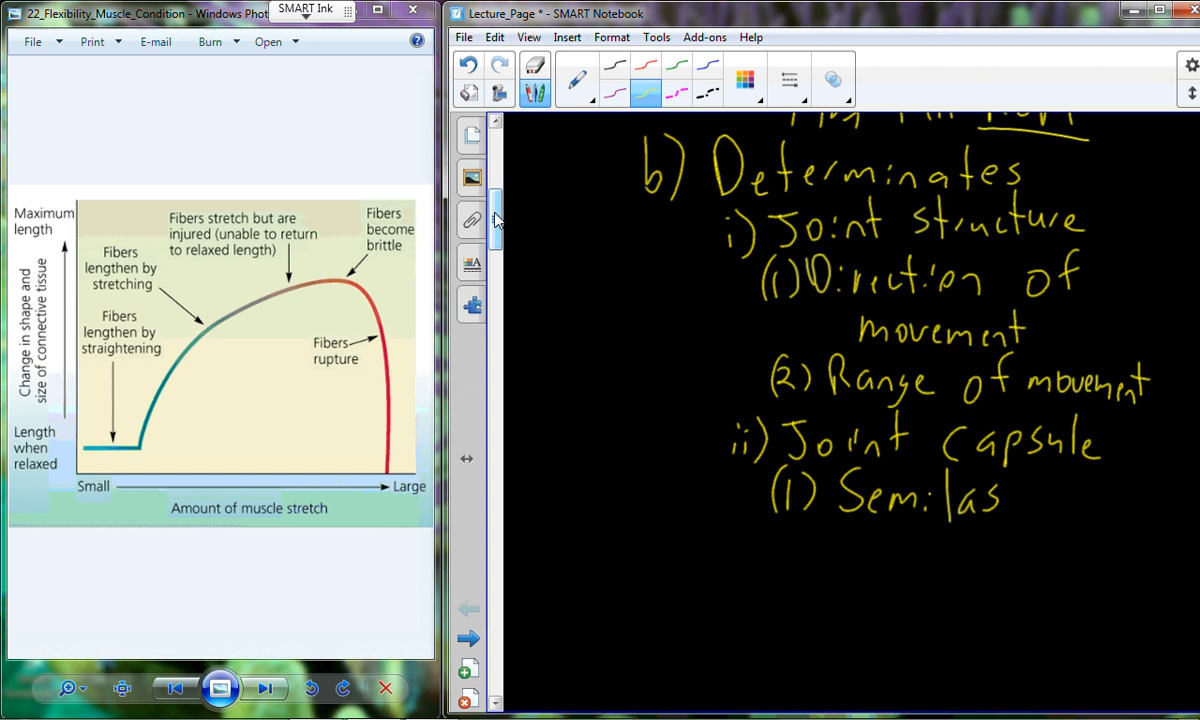 22_Flexibility_Muscle_Condition - Windows Phot
SMART Ink
File Print E-mail Burn Open
Maximum
length
Change in shape and
size of connective tissue
Length
when
relaxed
Fibers
lengthen by
straightening
Fibers
lengthen by
stretching
Fibers stretch but are
injured (unable to return
to relaxed length)
Fibers
become
brittle
Fibers
rupture
Small Large
Amount of muscle stretch
Lecture_Page * - SMART Notebook
File Edit View Insert Format Tools Add-ons Help
b) Determinates
i) Joint structure
(1) Direction of
movement
(2) Range of movement
ii) Joint capsule
(1) Semilas